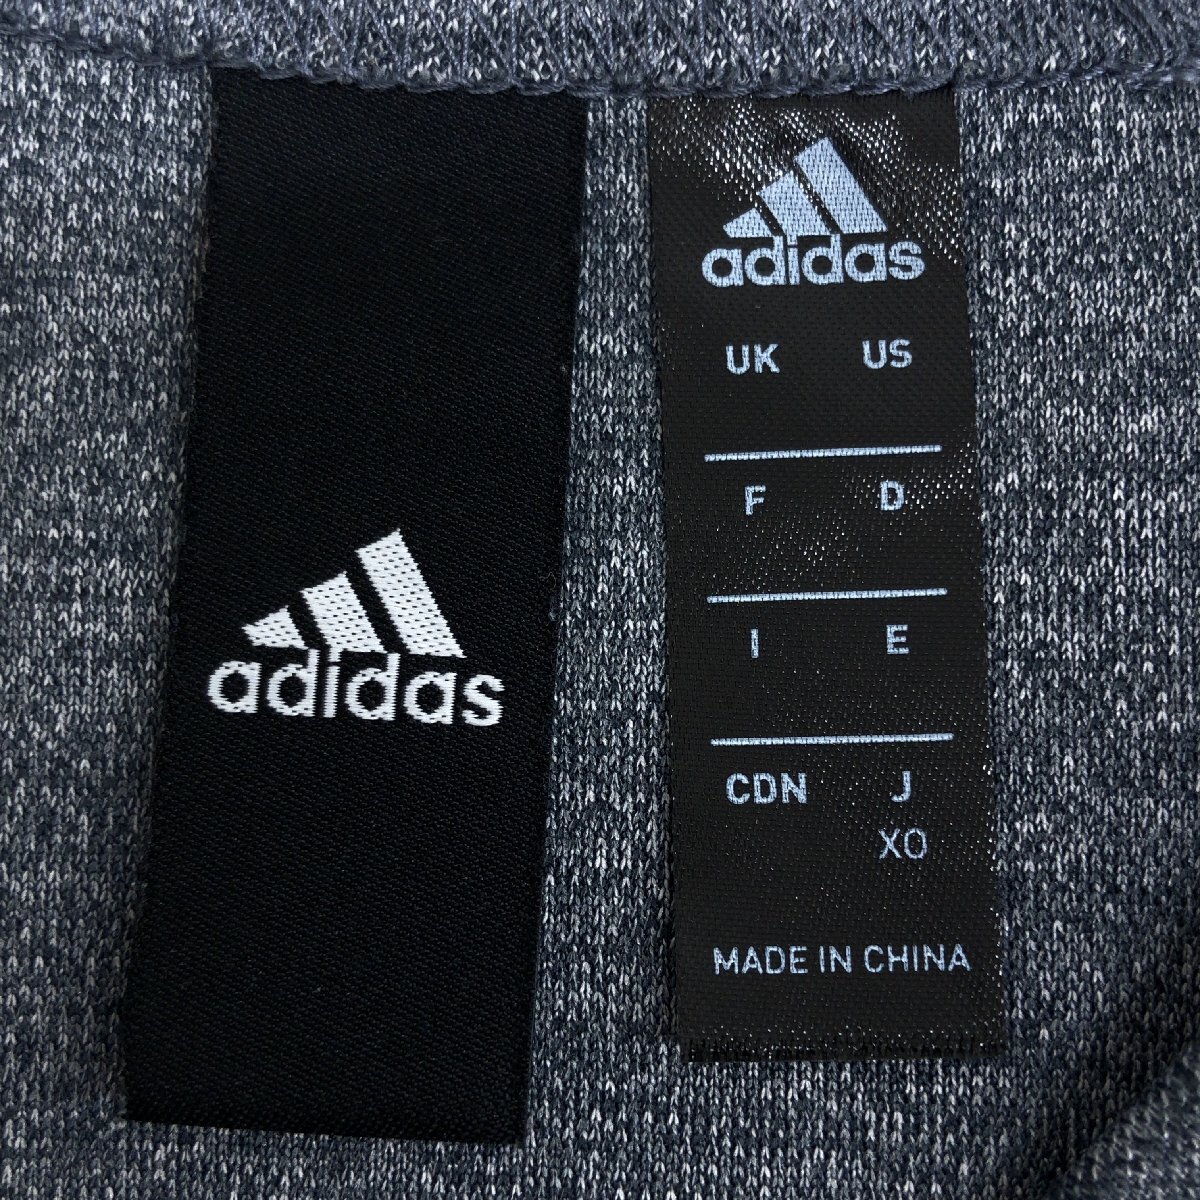 adidas
adidas
UK US
F D
I E
CDN J
XO
MADE IN CHINA